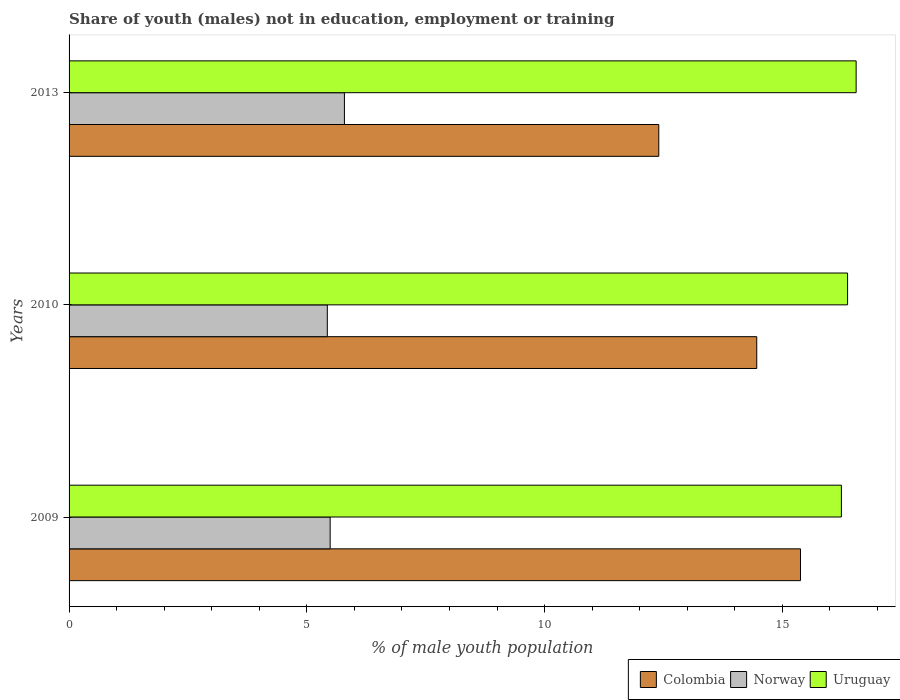 Share of youth (males) not in education, employment or training
2013
2010
2009
Years
0
5
10
15
% of male youth population
Colombia
Norway
Uruguay